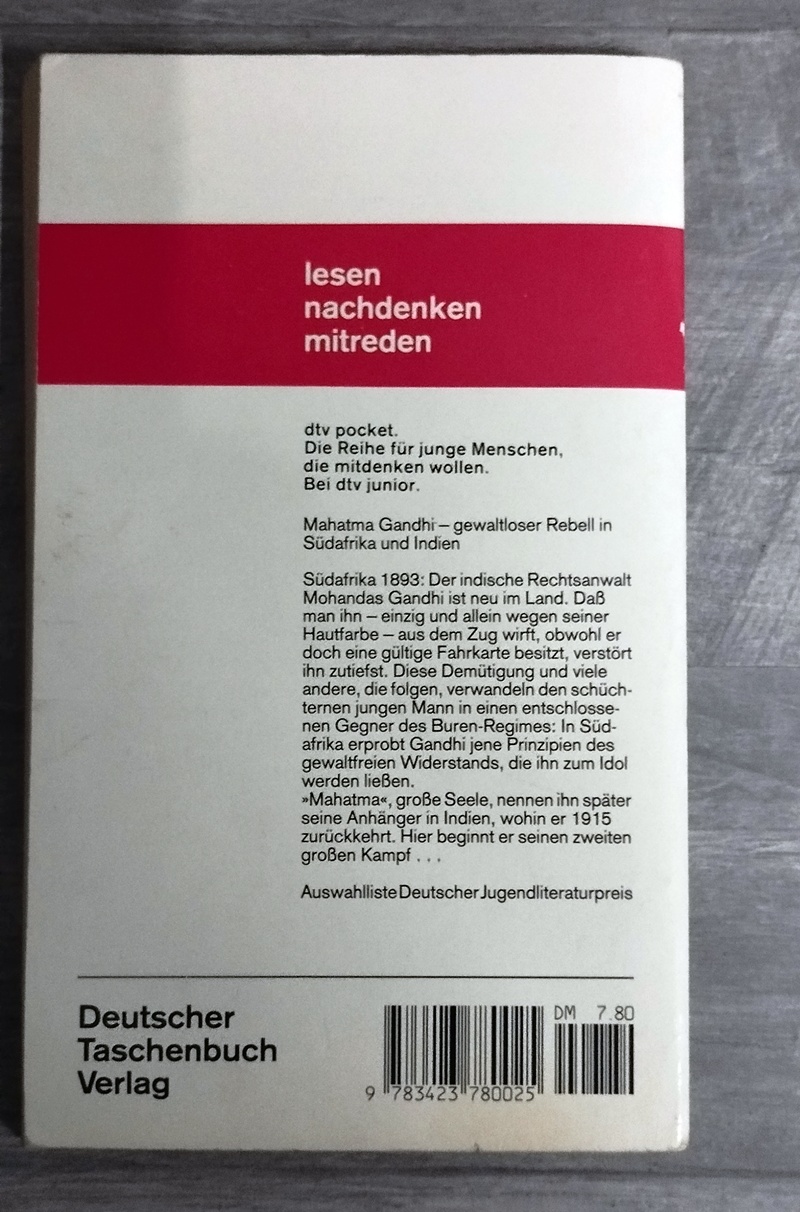 lesen
nachdenken
mitreden
dtv pocket.
Die Reihe für junge Menschen,
die mitdenken wollen.
Bei dtv junior.
Mahatma Gandhi – gewaltloser Rebell in
Südafrika und Indien
Südafrika 1893: Der indische Rechtsanwalt
Mohandas Gandhi ist neu im Land. Daß
man ihn – einzig und allein wegen seiner
Hautfarbe – aus dem Zug wirft, obwohl er
doch eine gültige Fahrkarte besitzt, verstört
ihn zutiefst. Diese Demütigung und viele
andere, die folgen, verwandeln den schüch-
ternen jungen Mann in einen entschlosse-
nen Gegner des Buren-Regimes: In Süd-
afrika erprobt Gandhi jene Prinzipien des
gewaltfreien Widerstands, die ihn zum Idol
werden ließen.
»Mahatma«, große Seele, nennen ihn später
seine Anhänger in Indien, wohin er 1915
zurückkehrt. Hier beginnt er seinen zweiten
großen Kampf . . .
Auswahlliste Deutscher Jugendliteraturpreis
Deutscher
Taschenbuch
Verlag
DM 7.80
9 783423 780025